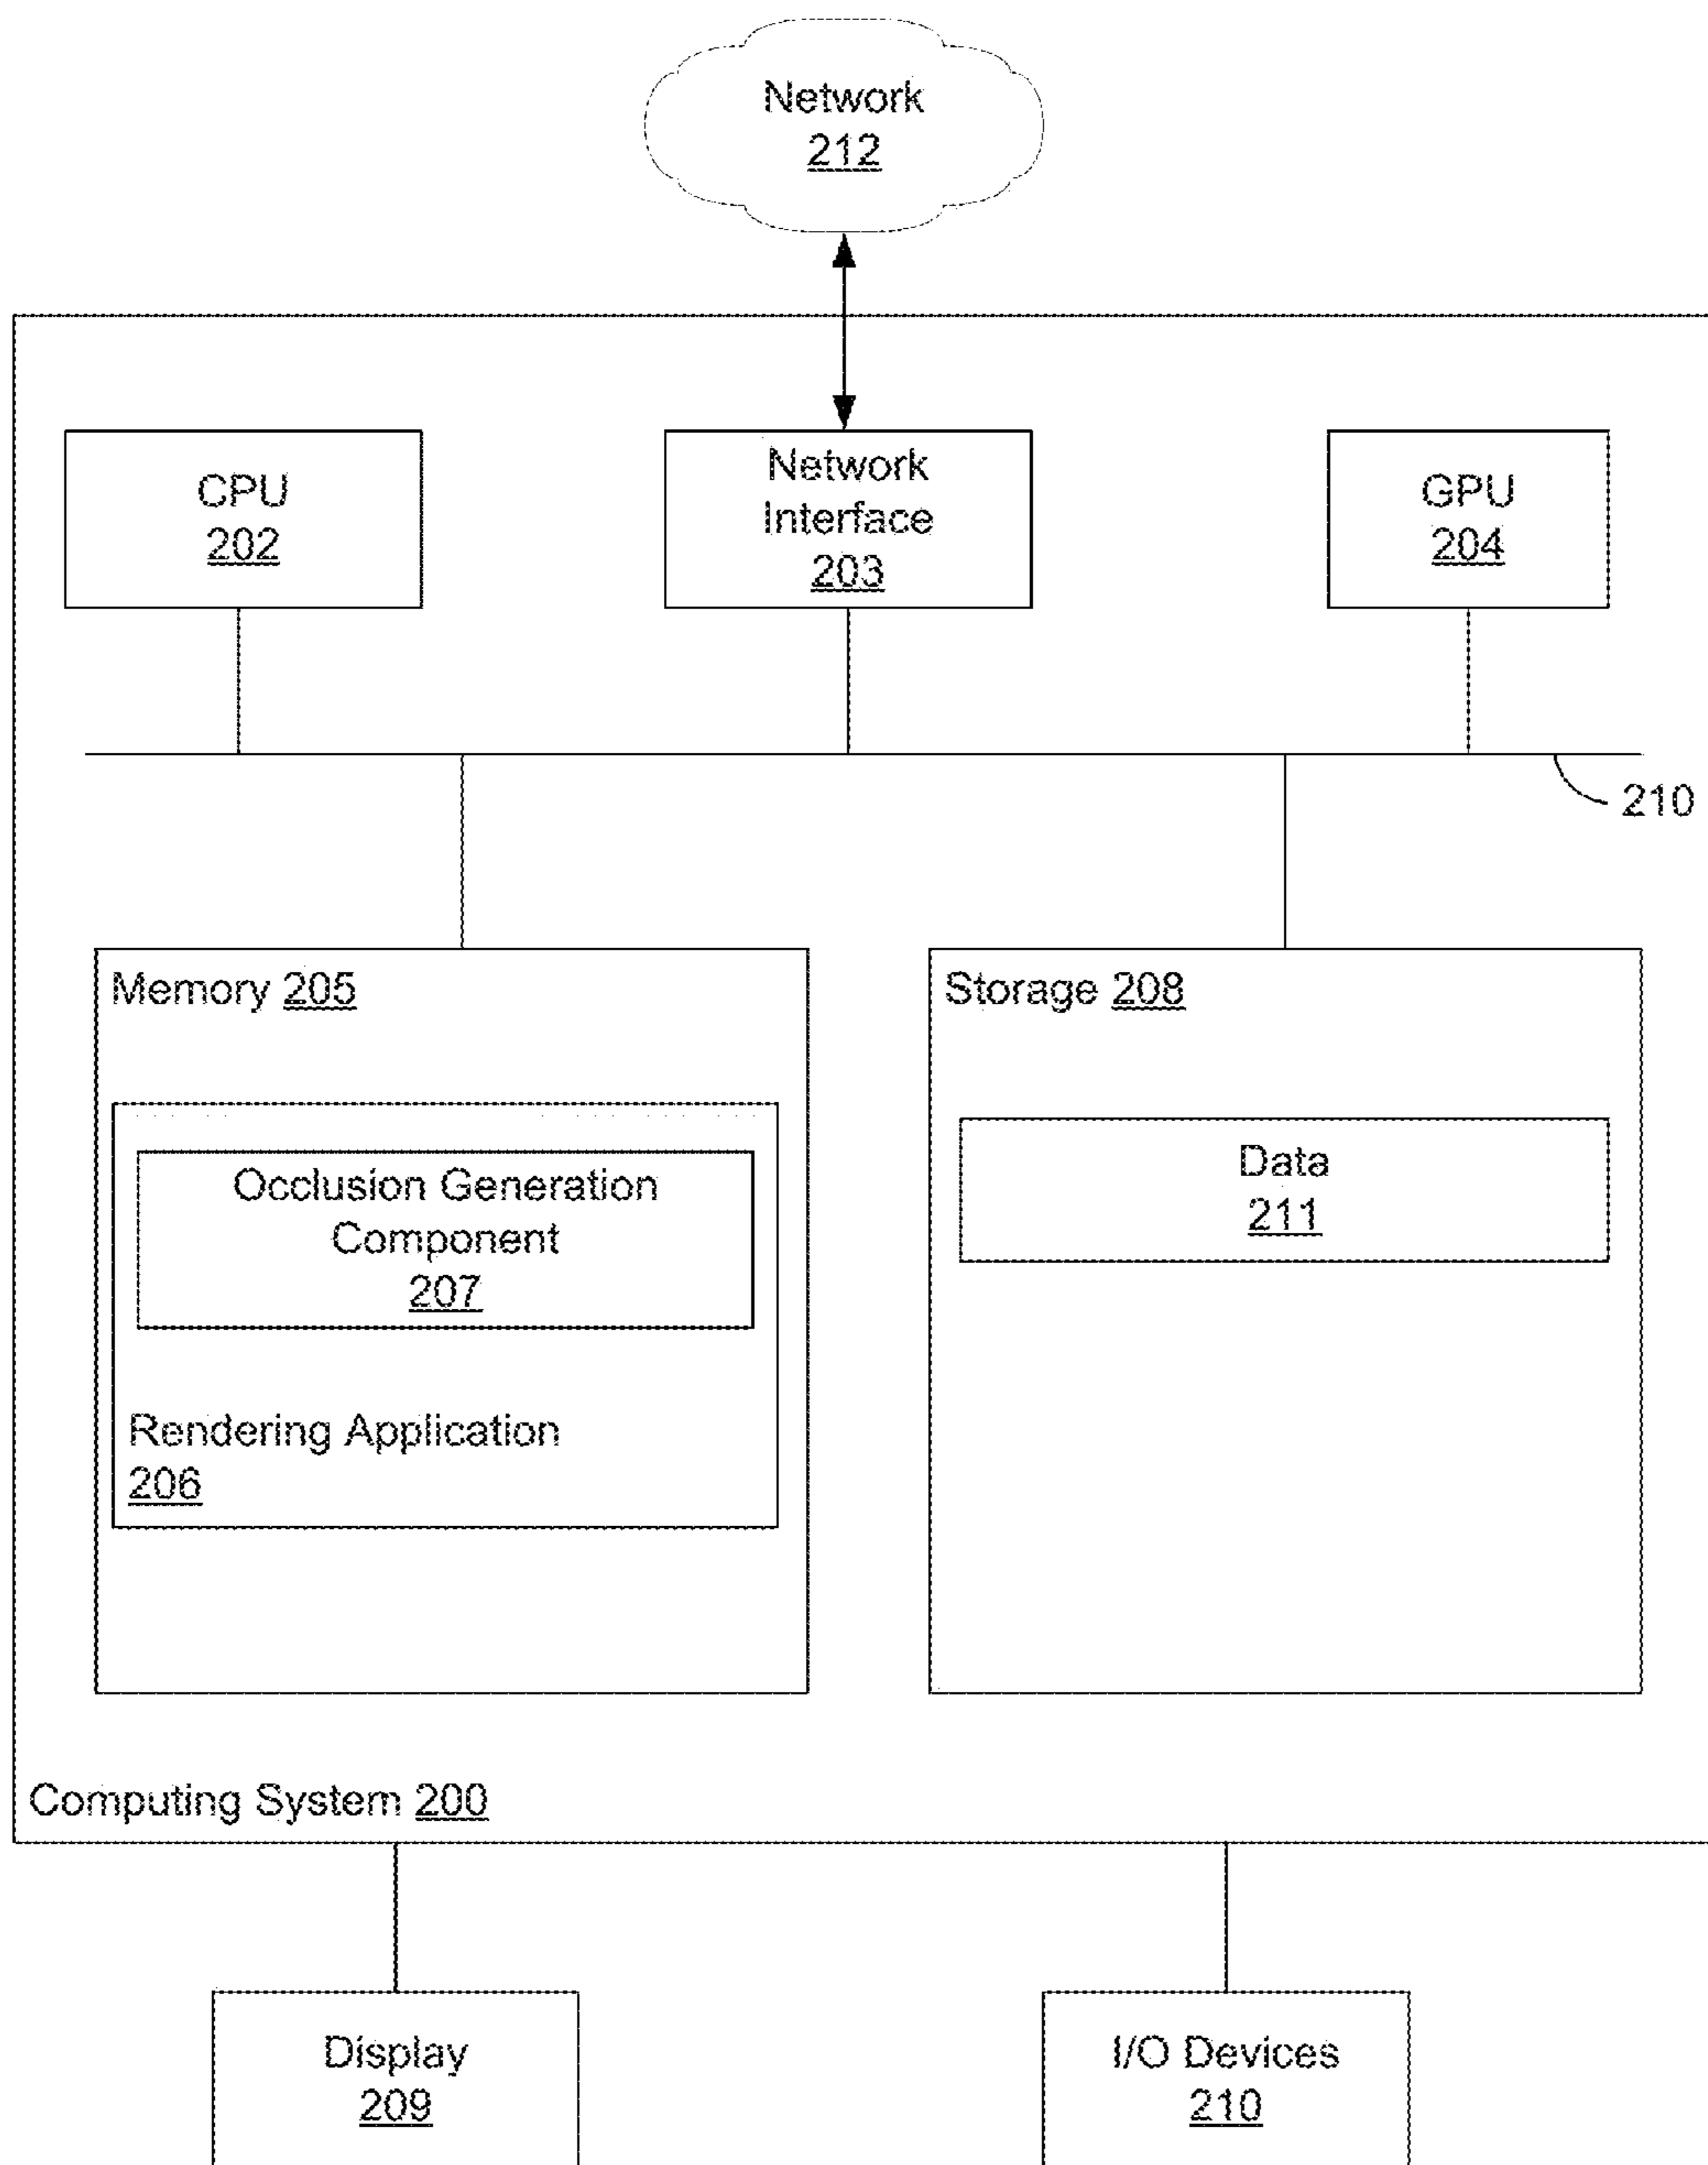 Network
212
CPU
202
Network
Interface
203
GPU
204
210
Memory 205
Storage 208
Occlusion Generation
Component
207
Data
211
Rendering Application
206
Computing System 200
Display
209
I/O Devices
210